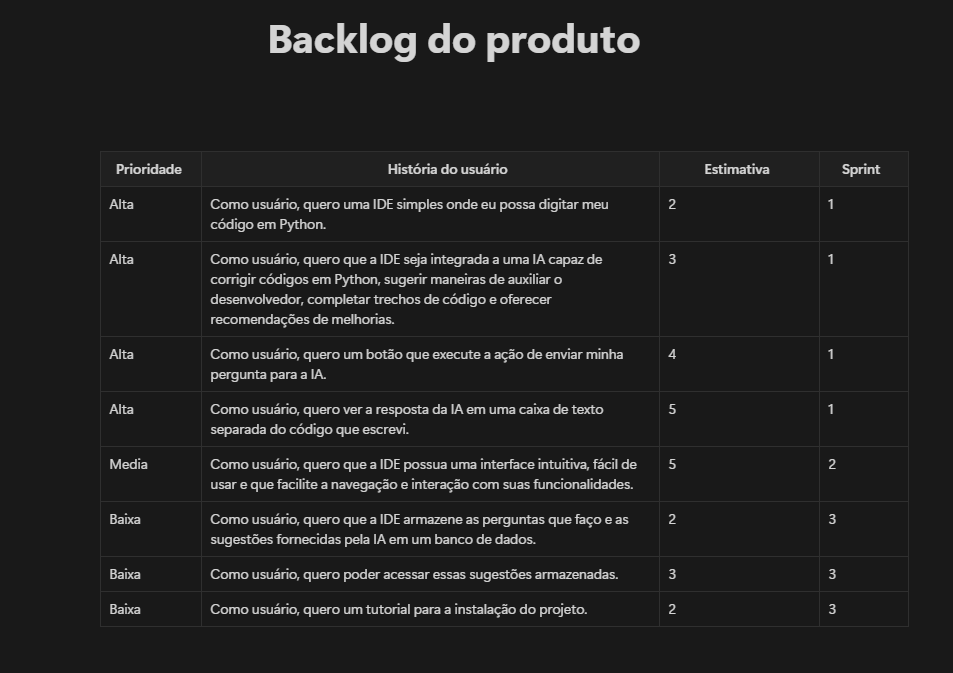 Backlog do produto
Prioridade História do usuário Estimativa Sprint
Alta Como usuário, quero uma IDE simples onde eu possa digitar meu 2 1
código em Python.
Alta Como usuário, quero que a IDE seja integrada a uma IA capaz de 3 1
corrigir códigos em Python, sugerir maneiras de auxiliar o
desenvolvedor, completar trechos de código e oferecer
recomendações de melhorias.
Alta Como usuário, quero um botão que execute a ação de enviar minha 4 1
pergunta para a IA.
Alta Como usuário, quero ver a resposta da IA em uma caixa de texto 5 1
separada do código que escrevi.
Media Como usuário, quero que a IDE possua uma interface intuitiva, fácil de 5 2
usar e que facilite a navegação e interação com suas funcionalidades.
Baixa Como usuário, quero que a IDE armazene as perguntas que faço e as 2 3
sugestões fornecidas pela IA em um banco de dados.
Baixa Como usuário, quero poder acessar essas sugestões armazenadas. 3 3
Baixa Como usuário, quero um tutorial para a instalação do projeto. 2 3